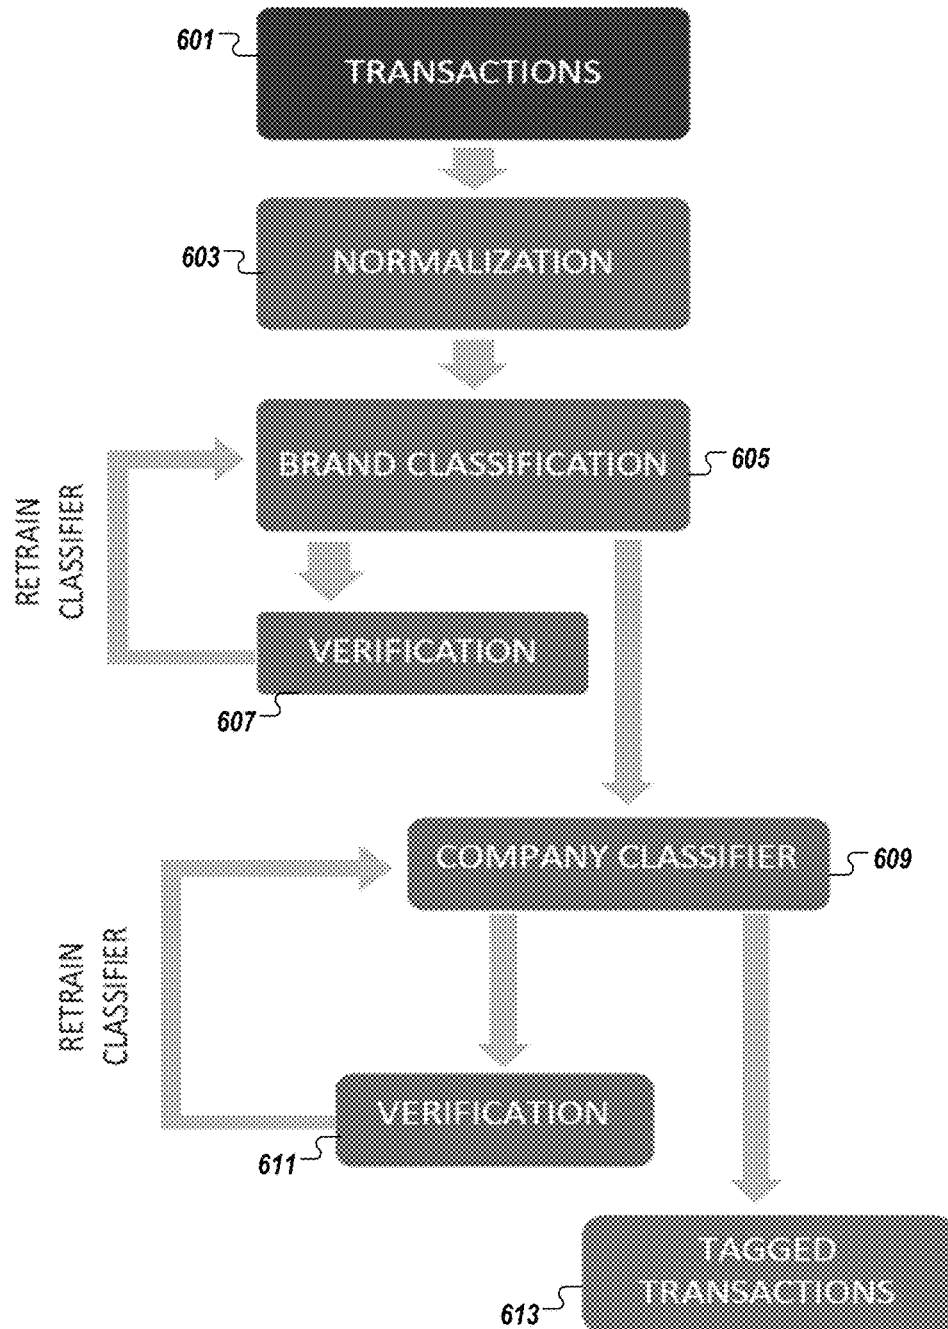 601
TRANSACTIONS
603
NORMALIZATION
BRAND CLASSIFICATION
605
RETRAIN
CLASSIFIER
VERIFICATION
607
COMPANY CLASSIFIER
609
RETRAIN
CLASSIFIER
VERIFICATION
611
TAGGED
TRANSACTIONS
613